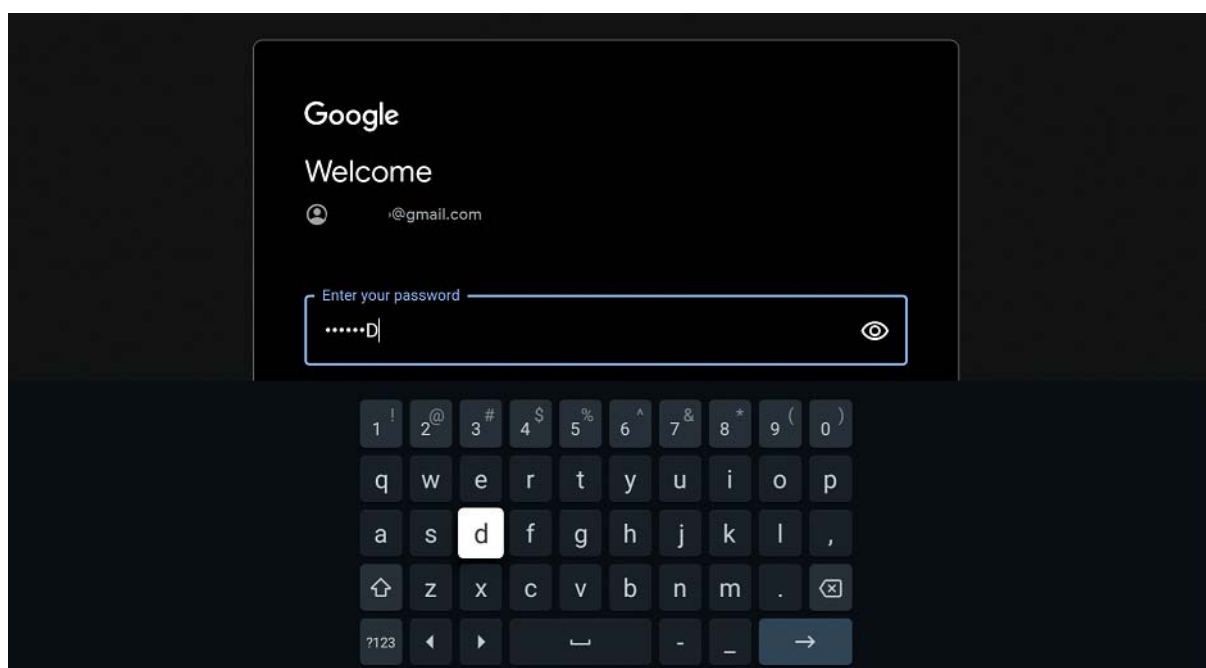 Google
Welcome
@gmail.com
Enter your password
••••••D
1 ! 2 @ 3 # 4 $ 5 % 6 ^ 7 & 8 * 9 ( 0 )
q w e r t y u i o p
a s d f g h j k l ,
z x c v b n m .
?123 - _